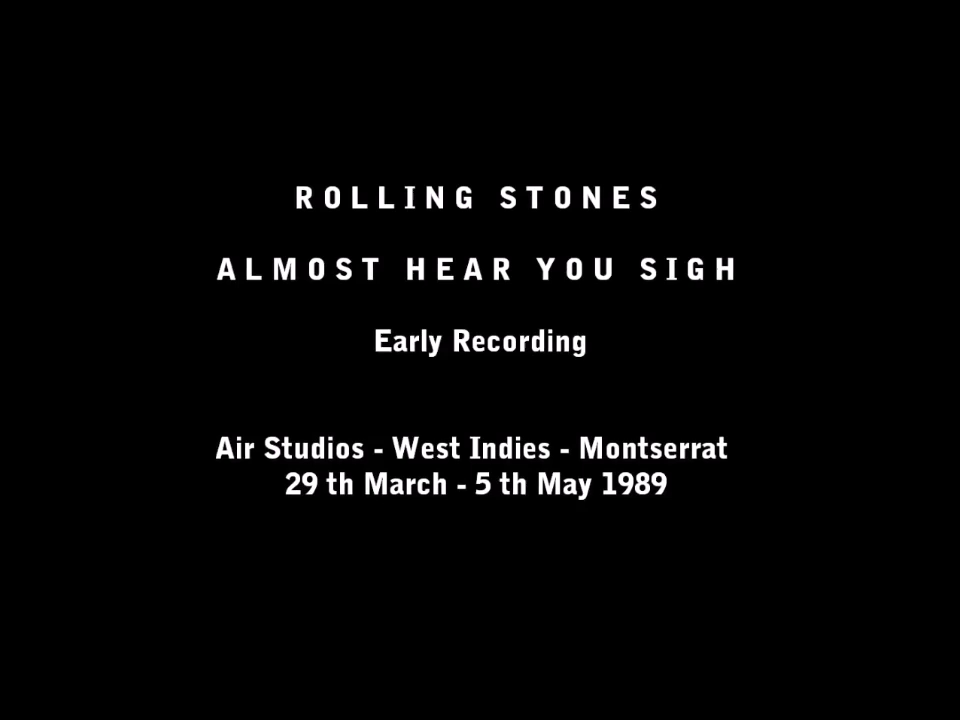 ROLLING STONES
ALMOST HEAR YOU SIGH
Early Recording
Air Studios - West Indies - Montserrat
29 th March - 5 th May 1989